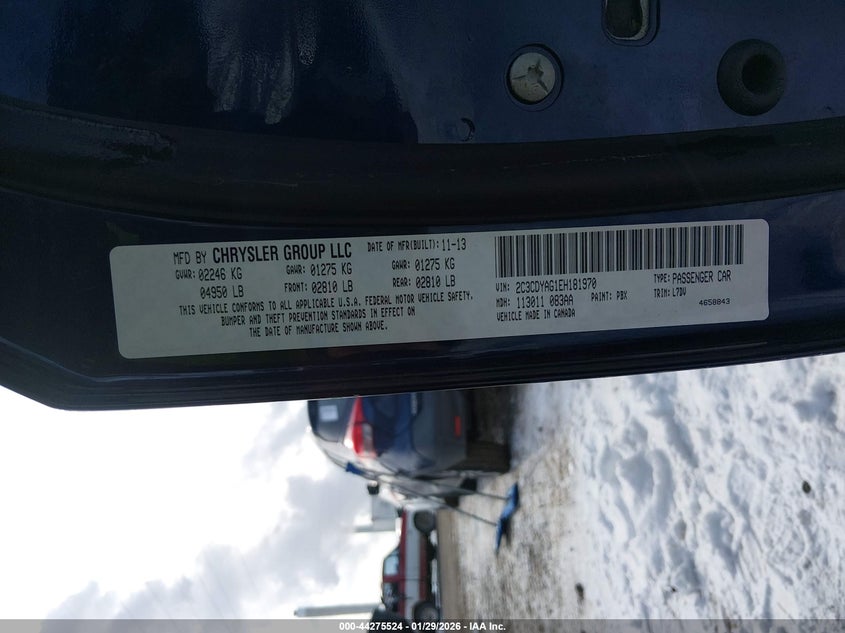 MFD BY CHRYSLER GROUP LLC DATE OF MFR(BUILT): 11-13
GVWR: 02246 KG GAWR: 01275 KG GAWR: 01275 KG
04950 LB FRONT: 02810 LB REAR: 02810 LB
THIS VEHICLE CONFORMS TO ALL APPLICABLE U.S.A. FEDERAL MOTOR VEHICLE SAFETY,
BUMPER AND THEFT PREVENTION STANDARDS IN EFFECT ON
THE DATE OF MANUFACTURE SHOWN ABOVE.
VIN: 2C3CDYAG1EH181970 TYPE: PASSENGER CAR
MDH: 113011 083AA PAINT: PBX TRIM: L7DV
VEHICLE MADE IN CANADA 4658843
000-44275524 - 01/29/2026 - IAA Inc.